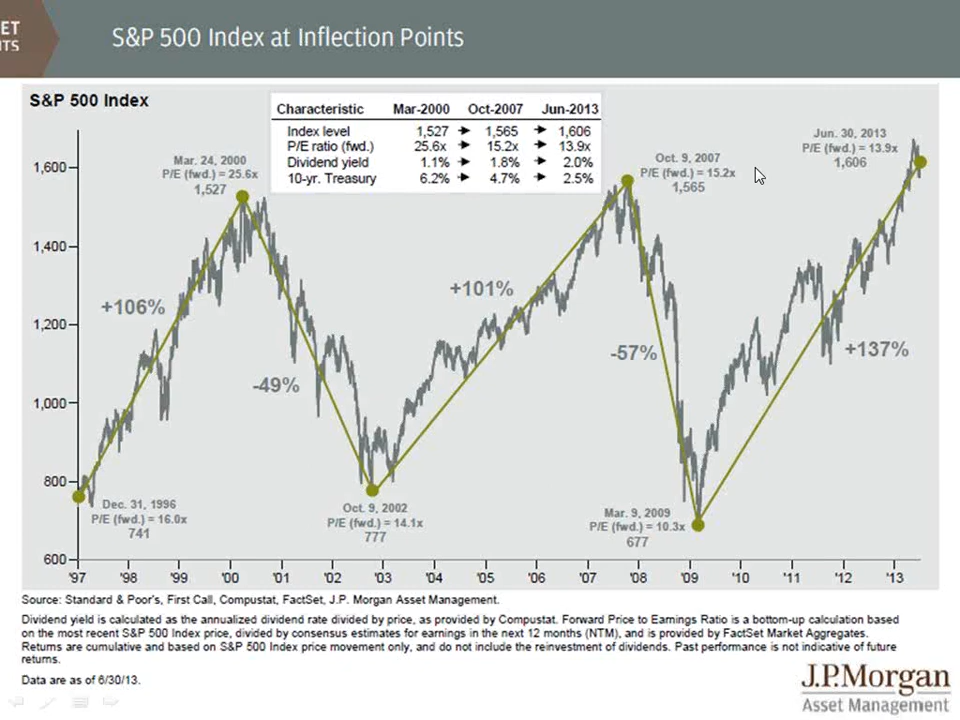 ET
TS
S&P 500 Index at Inflection Points
S&P 500 Index
Characteristic Mar-2000 Oct-2007 Jun-2013
Index level 1,527 → 1,565 → 1,606
P/E ratio (fwd.) 25.6x → 15.2x → 13.9x
Dividend yield 1.1% → 1.8% → 2.0%
10-yr. Treasury 6.2% → 4.7% → 2.5%
Mar. 24, 2000
P/E (fwd.) = 25.6x
1,527
Oct. 9, 2007
P/E (fwd.) = 15.2x
1,565
Jun. 30, 2013
P/E (fwd.) = 13.9x
1,606
1,600
1,400
1,200
1,000
800
600
+106%
-49%
+101%
-57%
+137%
Dec. 31, 1996
P/E (fwd.) = 16.0x
741
Oct. 9, 2002
P/E (fwd.) = 14.1x
777
Mar. 9, 2009
P/E (fwd.) = 10.3x
677
'97 '98 '99 '00 '01 '02 '03 '04 '05 '06 '07 '08 '09 '10 '11 '12 '13
Source: Standard & Poor's, First Call, Compustat, FactSet, J.P. Morgan Asset Management.
Dividend yield is calculated as the annualized dividend rate divided by price, as provided by Compustat. Forward Price to Earnings Ratio is a bottom-up calculation based
on the most recent S&P 500 Index price, divided by consensus estimates for earnings in the next 12 months (NTM), and is provided by FactSet Market Aggregates.
Returns are cumulative and based on S&P 500 Index price movement only, and do not include the reinvestment of dividends. Past performance is not indicative of future
returns.
Data are as of 6/30/13.
J.P.Morgan
Asset Management